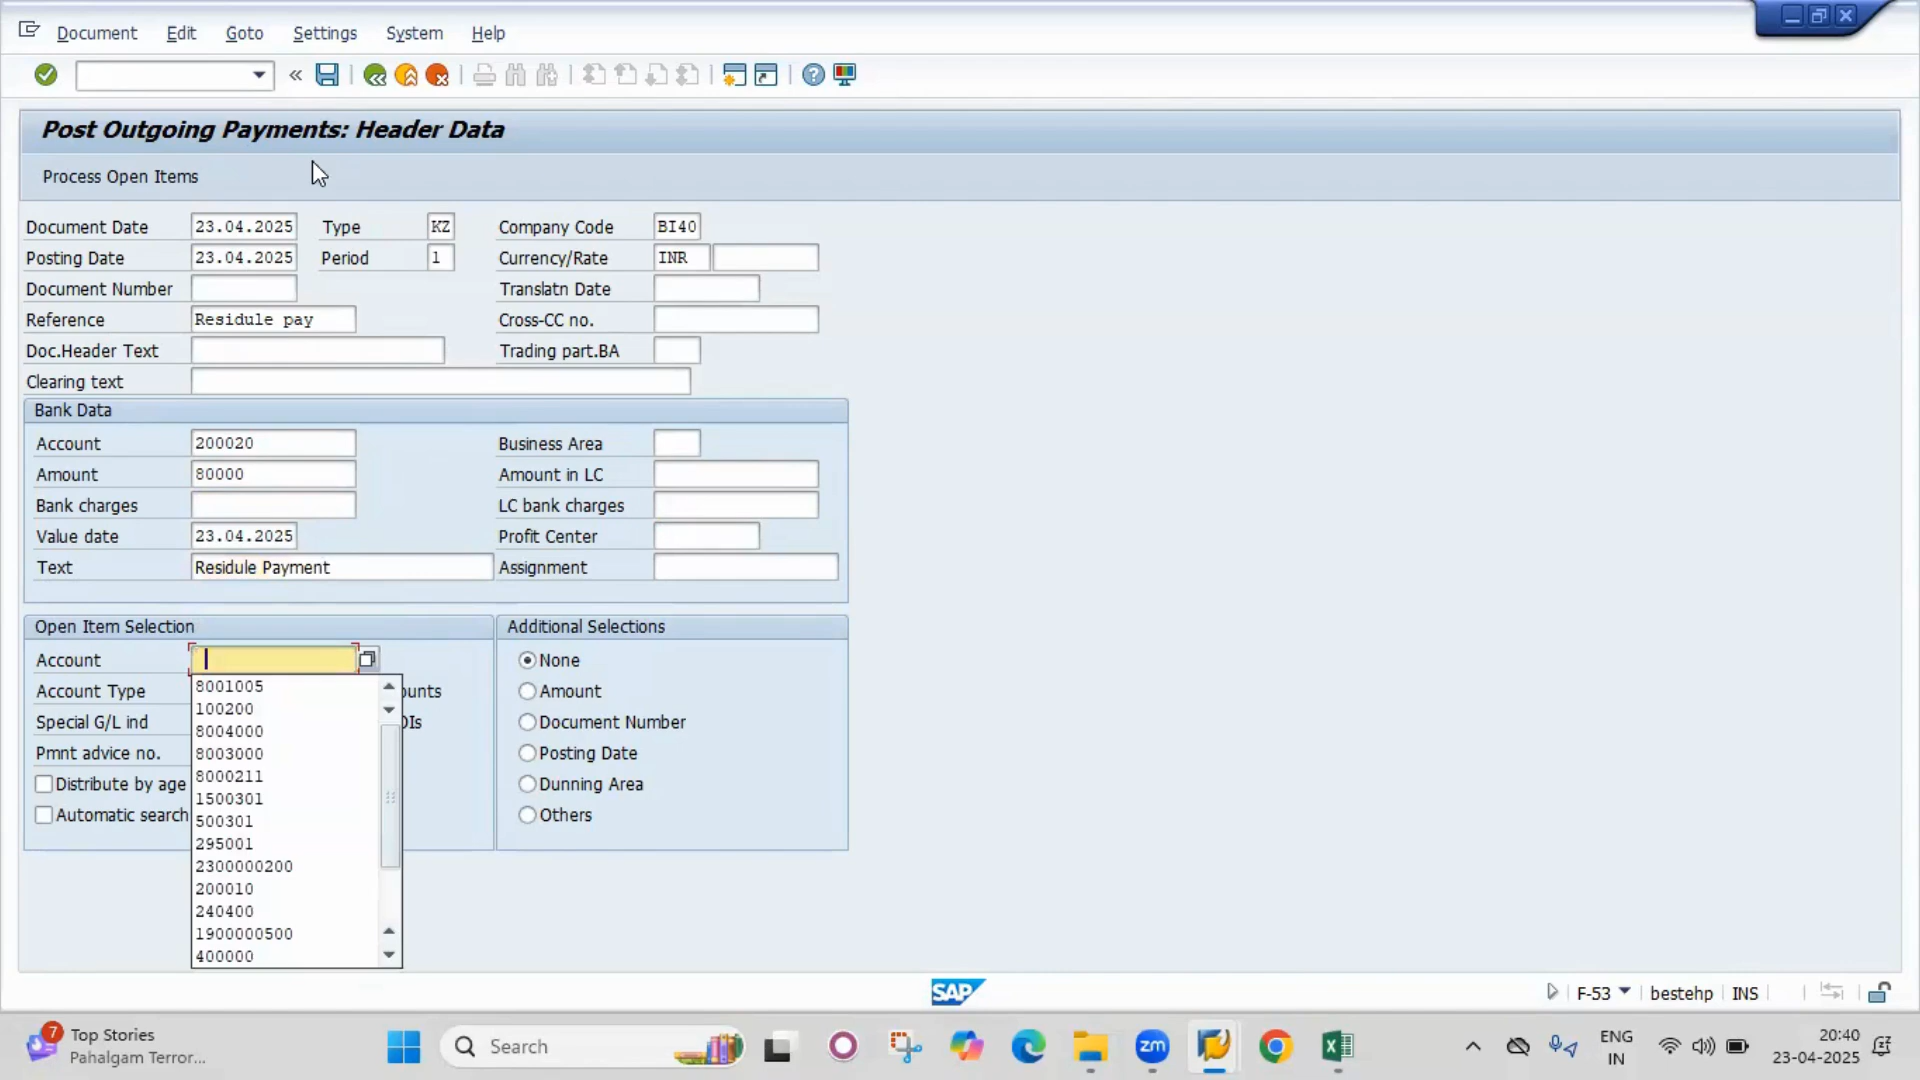 Document Edit Goto Settings System Help
Post Outgoing Payments: Header Data
Process Open Items
Document Date 23.04.2025 Type KZ Company Code BI40
Posting Date 23.04.2025 Period 1 Currency/Rate INR
Document Number Translatn Date
Reference Residule pay Cross-CC no.
Doc.Header Text Trading part.BA
Clearing text
Bank Data
Account 200020 Business Area
Amount 80000 Amount in LC
Bank charges LC bank charges
Value date 23.04.2025 Profit Center
Text Residule Payment Assignment
Open Item Selection Additional Selections
Account None
Account Type ounts Amount
Special G/L ind OIs Document Number
Pmnt advice no. Posting Date
Distribute by age Dunning Area
Automatic search Others
8001005
100200
8004000
8003000
8000211
1500301
500301
295001
2300000200
200010
240400
1900000500
400000
SAP F-53 bestehp INS
7 Top Stories
Pahalgam Terror...
Search
zm
ENG
IN
20:40
23-04-2025